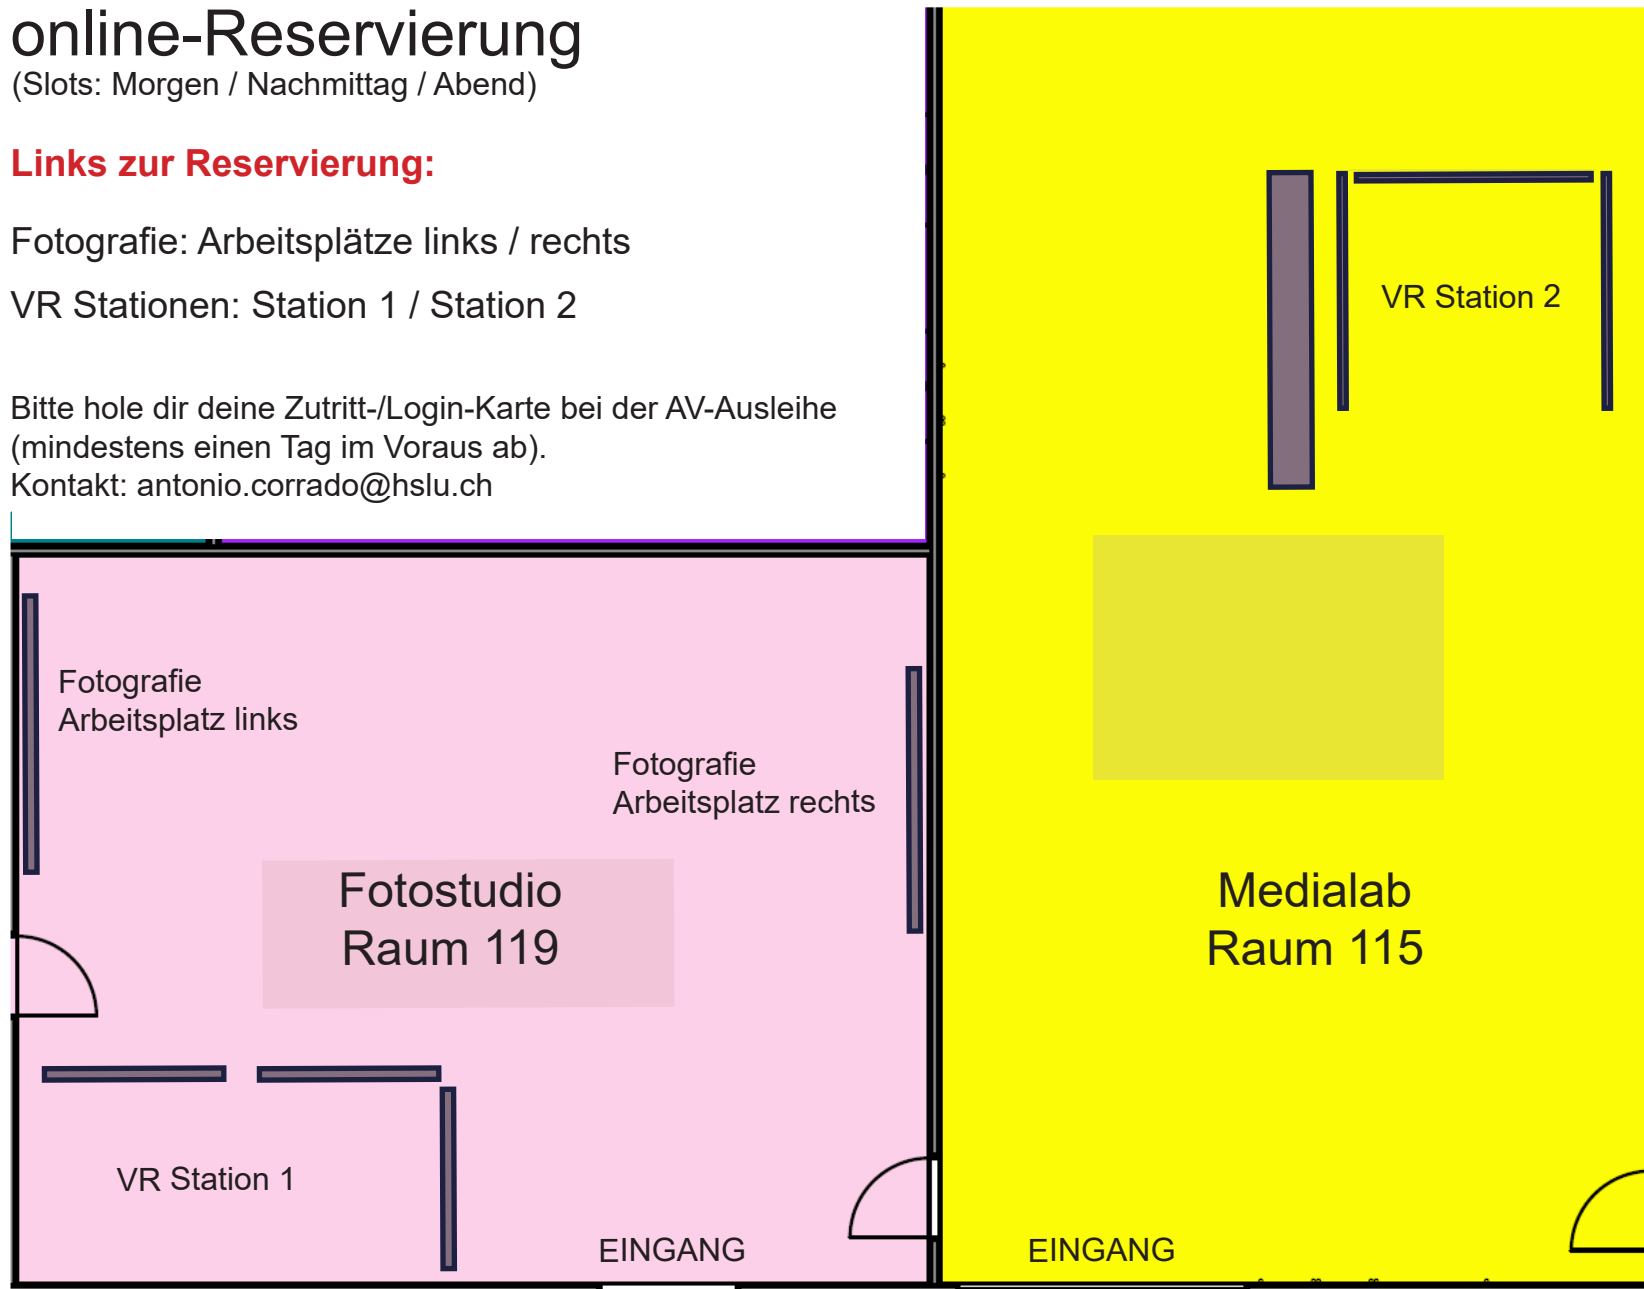 online-Reservierung
(Slots: Morgen / Nachmittag / Abend)
Links zur Reservierung:
Fotografie: Arbeitsplätze links / rechts
VR Stationen: Station 1 / Station 2
Bitte hole dir deine Zutritt-/Login-Karte bei der AV-Ausleihe
(mindestens einen Tag im Voraus ab).
Kontakt: antonio.corrado@hslu.ch
VR Station 2
Fotografie
Arbeitsplatz links
Fotografie
Arbeitsplatz rechts
Fotostudio
Raum 119
Medialab
Raum 115
VR Station 1
EINGANG
EINGANG